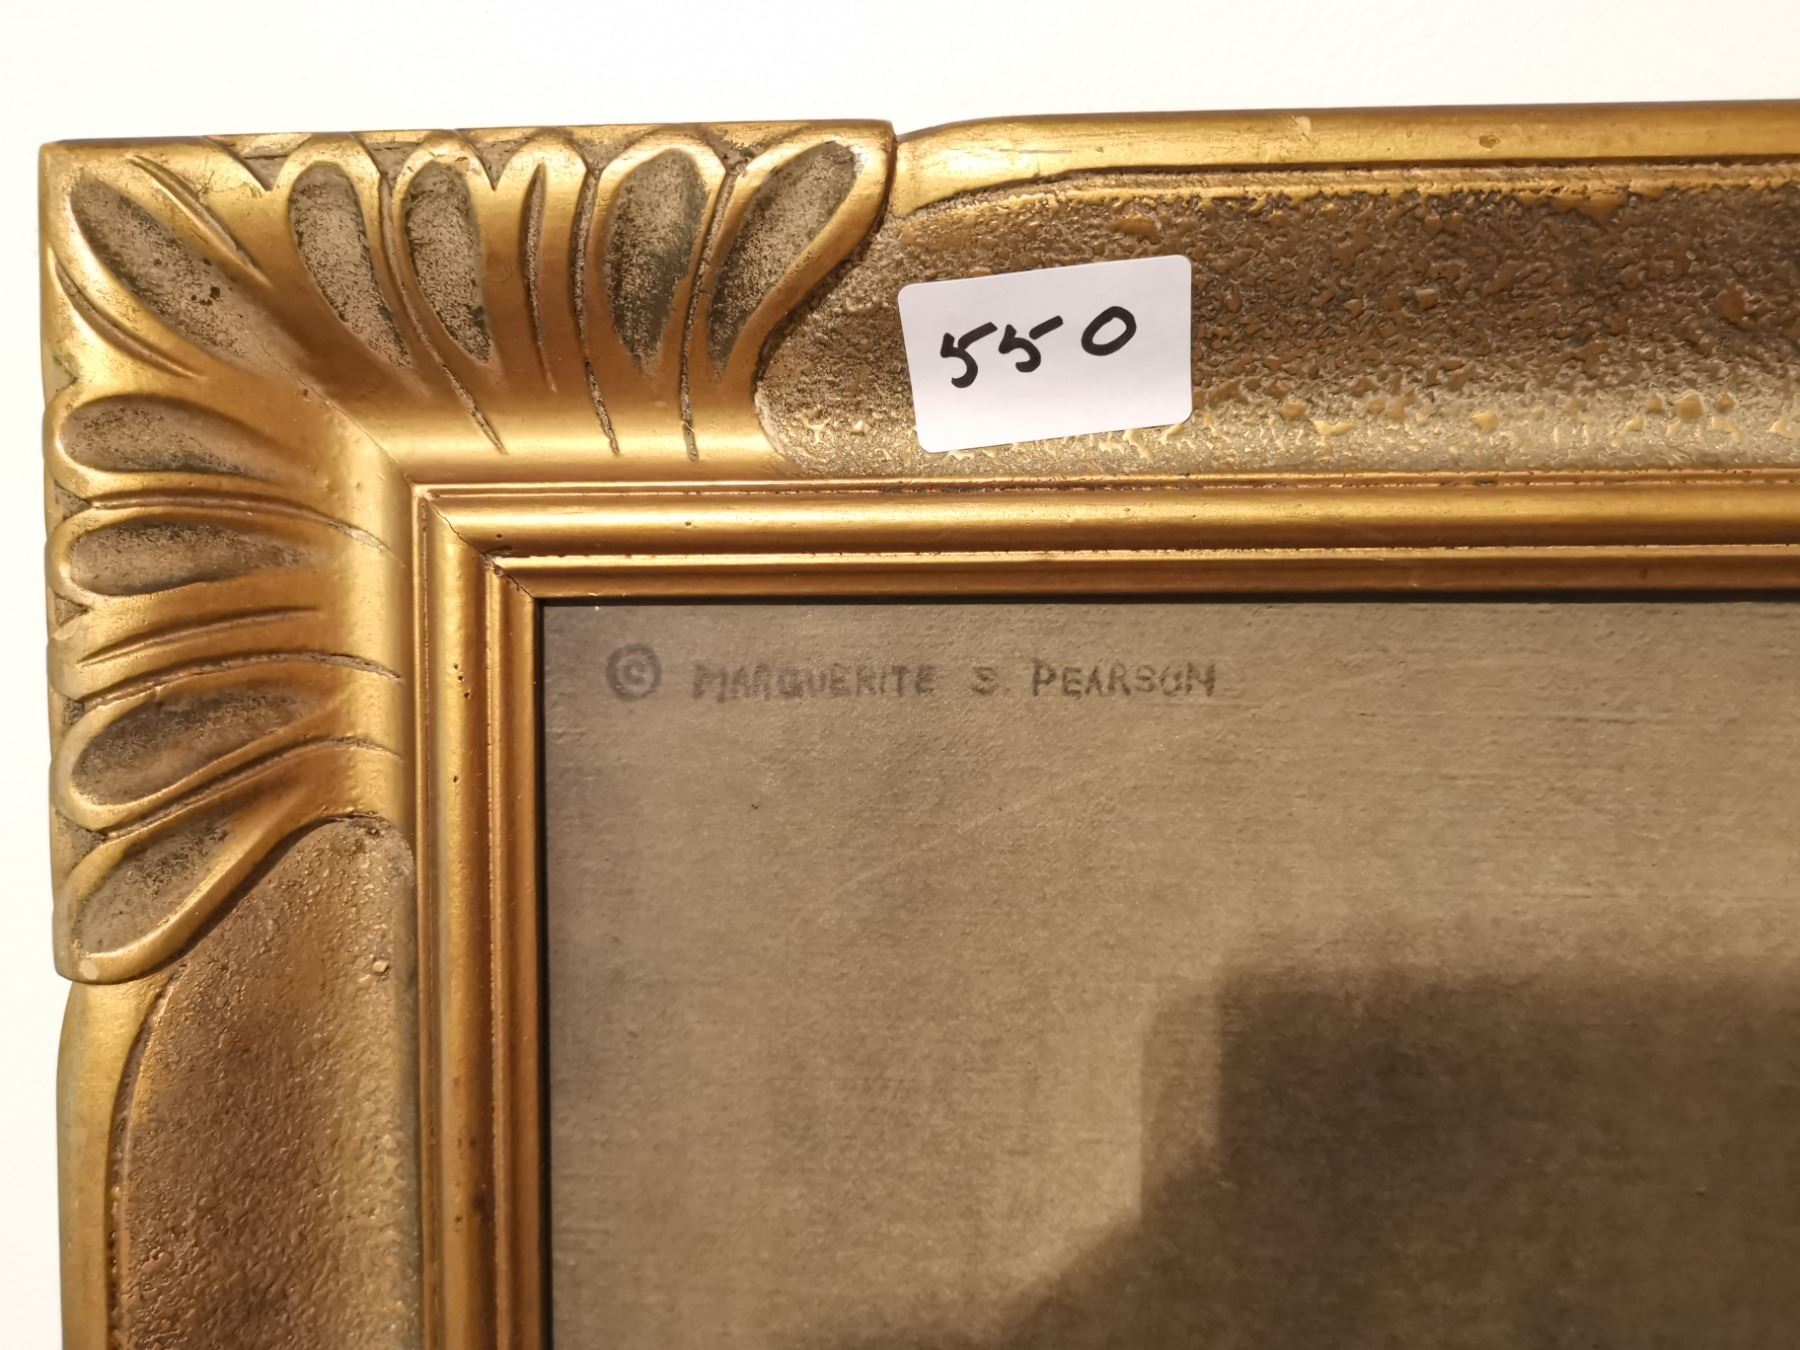 550
© MARGUERITE S. PEARSON